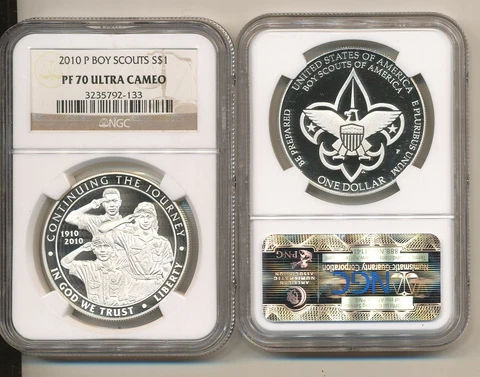 2010 P BOY SCOUTS S$1
PF 70 ULTRA CAMEO
3235792-133
NGC
CONTINUING THE JOURNEY
1910
2010
IN GOD WE TRUST • LIBERTY
UNITED STATES OF AMERICA
BOY SCOUTS OF AMERICA
BE PREPARED
E PLURIBUS UNUM
ONE DOLLAR
P
PNG
NGC
Numismatic Guaranty Corporation